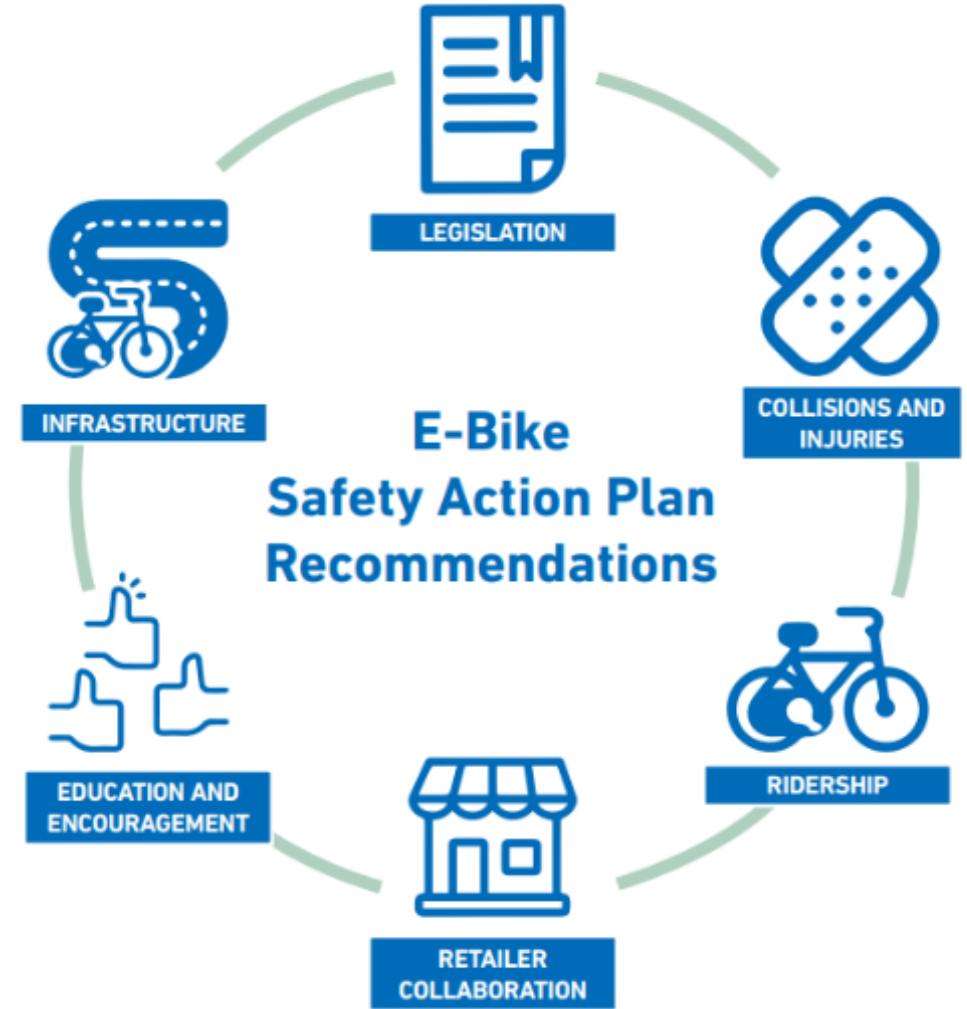 LEGISLATION
COLLISIONS AND
INJURIES
INFRASTRUCTURE
E-Bike
Safety Action Plan
Recommendations
RIDERSHIP
EDUCATION AND
ENCOURAGEMENT
RETAILER
COLLABORATION